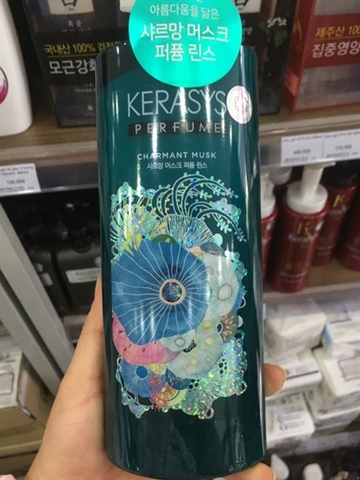 아름다움을 닮은
샤르망 머스크
퍼퓸 린스
KERASYS
PERFUME
CHARMANT MUSK
샤르망 머스크 퍼퓸 린스
국내산 100%
모근강화
제주산
집중영양